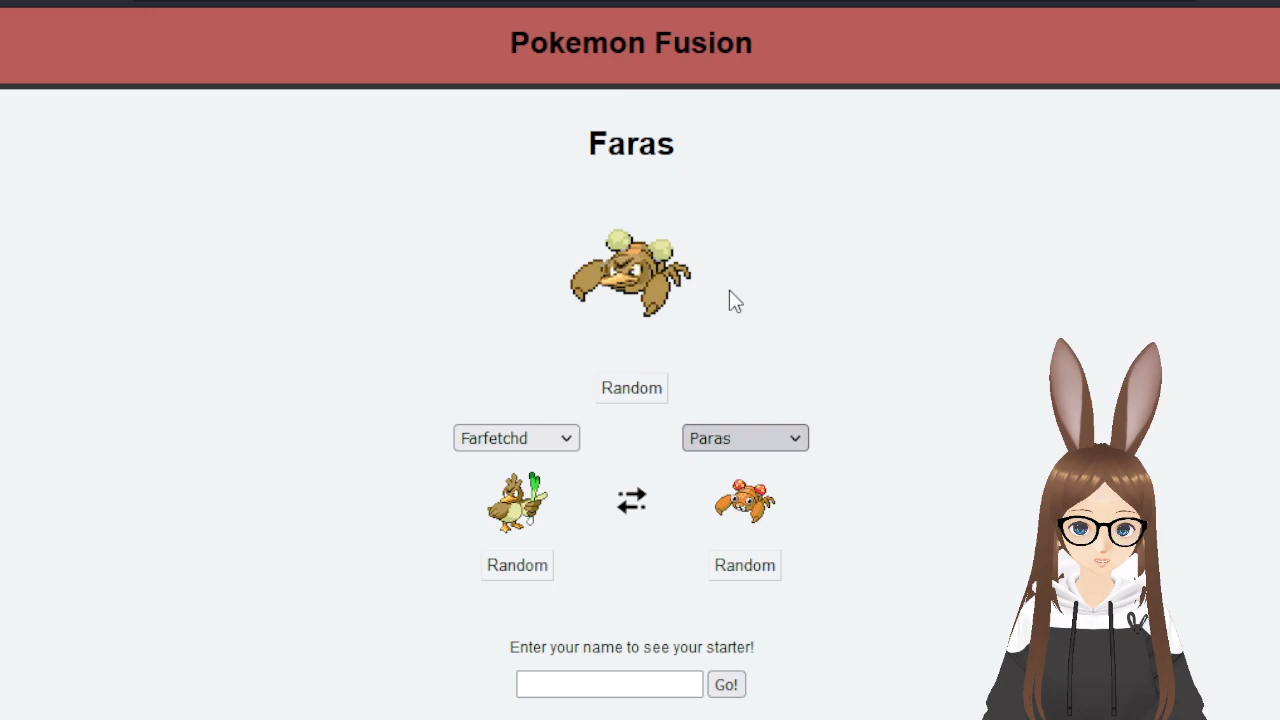 Pokemon Fusion
Faras
Random
Farfetchd
Paras
Random
Random
Enter your name to see your starter!
Go!